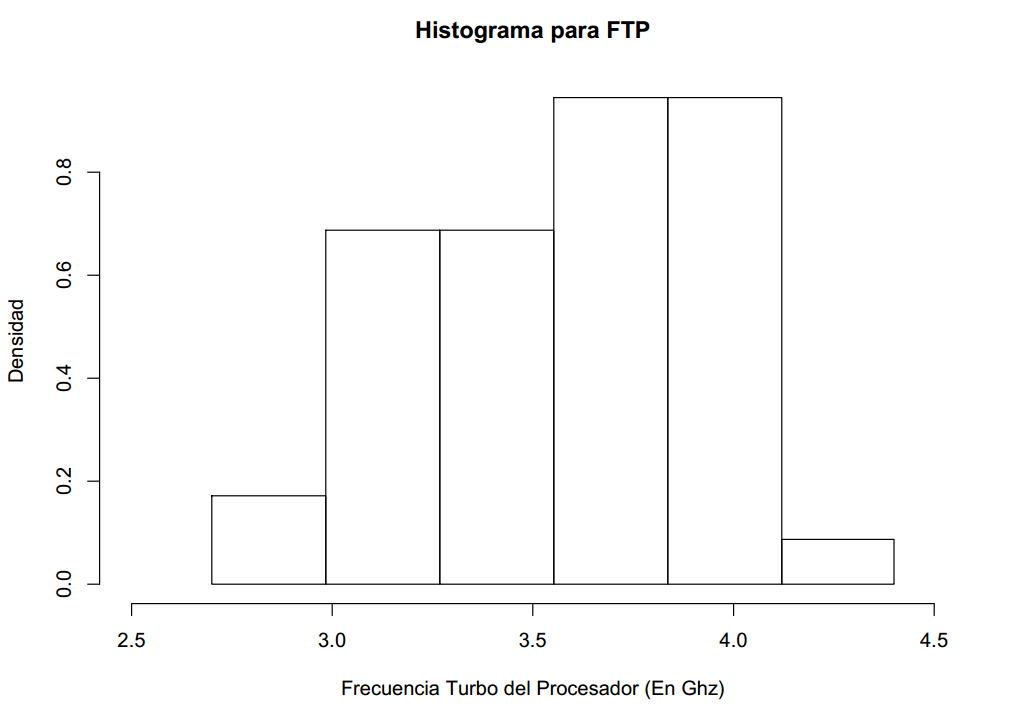 Histograma para FTP
Densidad
0.8
0.6
0.4
0.2
0.0
2.5 3.0 3.5 4.0 4.5
Frecuencia Turbo del Procesador (En Ghz)